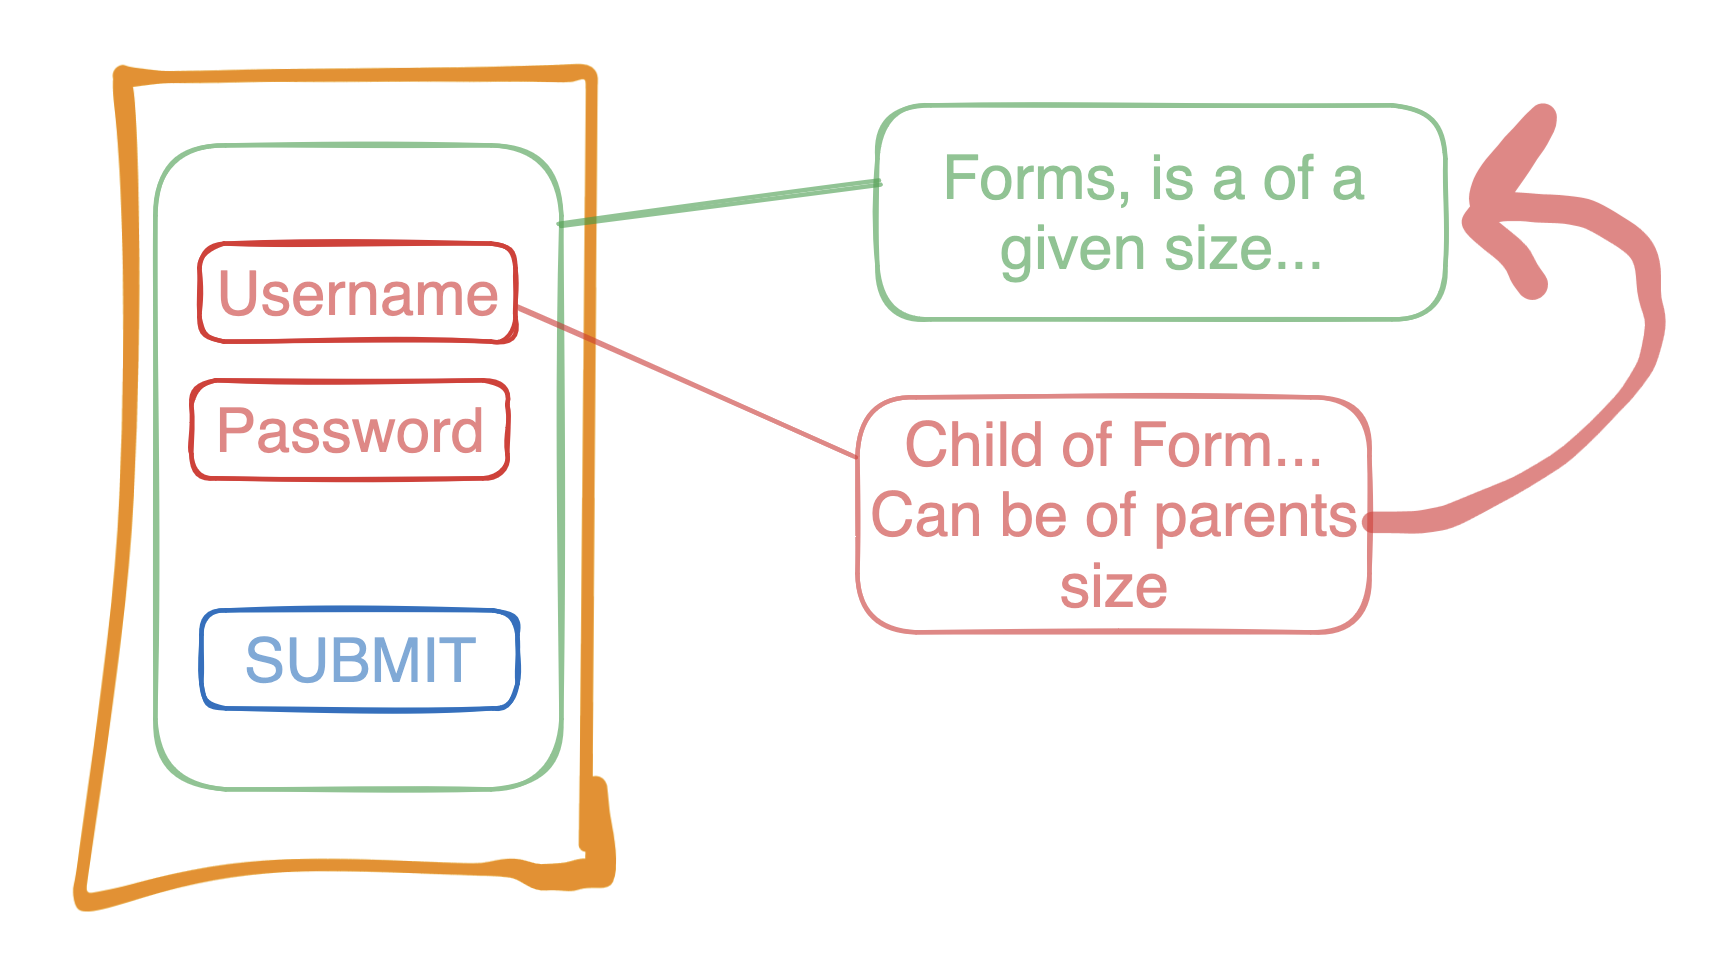 Username
Password
SUBMIT
Forms, is a of a
given size...
Child of Form...
Can be of parents
size